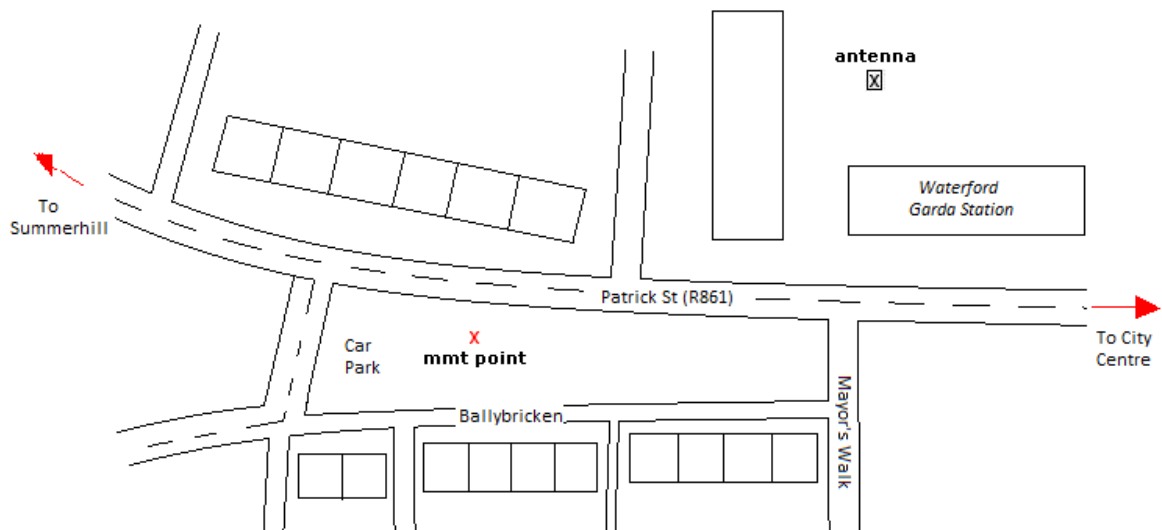 antenna
X
Waterford
Garda Station
To
Summerhill
Patrick St (R861)
To City
Centre
X
mmt point
Car
Park
Mayor's Walk
Ballybricken